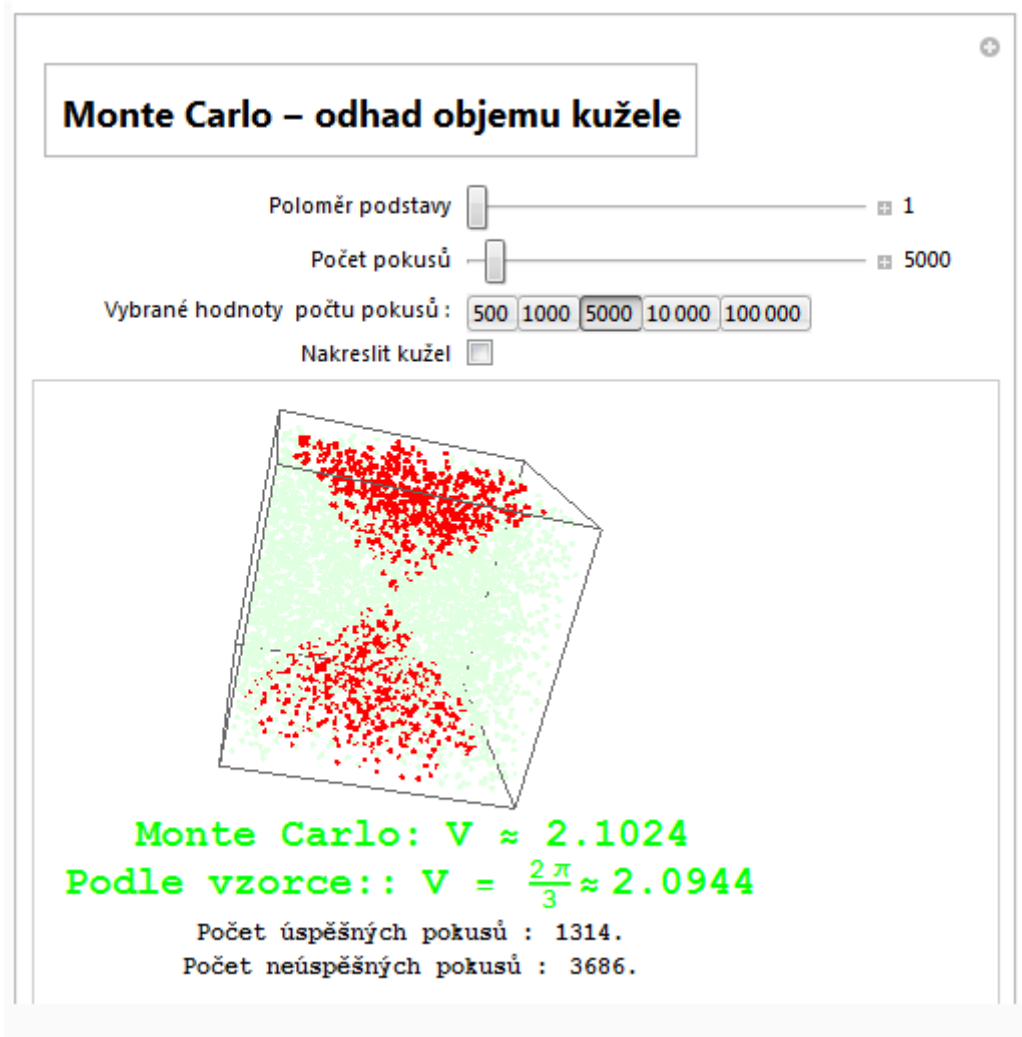 Monte Carlo – odhad objemu kužele
Poloměr podstavy 1
Počet pokusů 5000
Vybrané hodnoty počtu pokusů : 500 1000 5000 10 000 100 000
Nakreslit kužel
Monte Carlo: V ≈ 2.1024
Podle vzorce:: V = 2 π / 3 ≈ 2.0944
Počet úspěšných pokusů : 1314.
Počet neúspěšných pokusů : 3686.